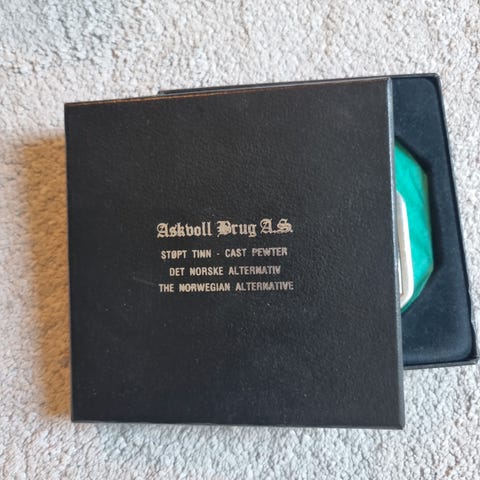 Askvoll Brug A.S.
STØPT TINN - CAST PEWTER
DET NORSKE ALTERNATIV
THE NORWEGIAN ALTERNATIVE